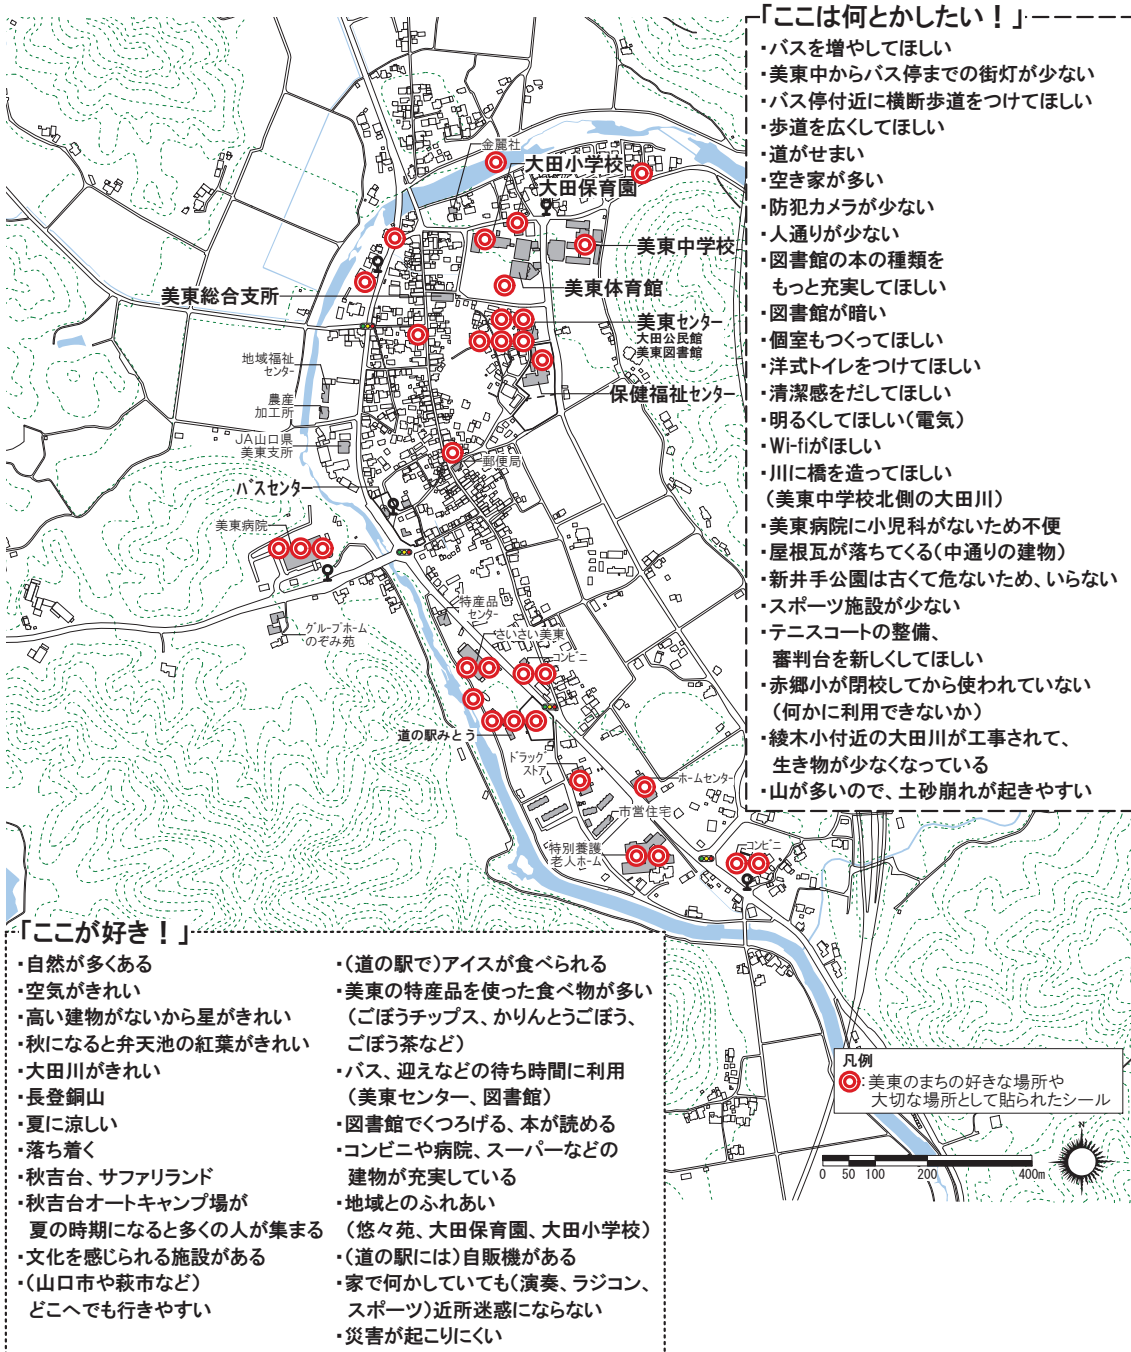 「ここは何とかしたい！」
・バスを増やしてほしい
・美東中からバス停までの街灯が少ない
・バス停付近に横断歩道をつけてほしい
・歩道を広くしてほしい
・道がせまい
・空き家が多い
・防犯カメラが少ない
・人通りが少ない
・図書館の本の種類を
もっと充実してほしい
・図書館が暗い
・個室もつくってほしい
・洋式トイレをつけてほしい
・清潔感をだしてほしい
・明るくしてほしい（電気）
・Wi-fiがほしい
・川に橋を造ってほしい
（美東中学校北側の大田川）
・美東病院に小児科がないため不便
・屋根瓦が落ちてくる（中通りの建物）
・新井手公園は古くて危ないため、いらない
・スポーツ施設が少ない
・テニスコートの整備、
審判台を新しくしてほしい
・赤郷小が閉校してから使われていない
（何かに利用できないか）
・綾木小付近の大田川が工事されて、
生き物が少なくなっている
・山が多いので、土砂崩れが起きやすい
金麗社
大田小学校
大田保育園
美東中学校
美東体育館
美東総合支所
美東センター
大田公民館
美東図書館
地域福祉
センター
保健福祉センター
農産
加工所
JA山口県
美東支所
郵便局
バスセンター
美東病院
特産品
センター
グループホーム
のぞみ苑
さいさい美東
コンビニ
道の駅みとう
ドラッグ
ストア
ホームセンター
市営住宅
特別養護
老人ホーム
コンビニ
「ここが好き！」
・自然が多くある
・空気がきれい
・高い建物がないから星がきれい
・秋になると弁天池の紅葉がきれい
・大田川がきれい
・長登銅山
・夏に涼しい
・落ち着く
・秋吉台、サファリランド
・秋吉台オートキャンプ場が
夏の時期になると多くの人が集まる
・文化を感じられる施設がある
・（山口市や萩市など）
どこへでも行きやすい
・（道の駅で）アイスが食べられる
・美東の特産品を使った食べ物が多い
（ごぼうチップス、かりんとうごぼう、
ごぼう茶など）
・バス、迎えなどの待ち時間に利用
（美東センター、図書館）
・図書館でくつろげる、本が読める
・コンビニや病院、スーパーなどの
建物が充実している
・地域とのふれあい
（悠々苑、大田保育園、大田小学校）
・（道の駅には）自販機がある
・家で何かしていても（演奏、ラジコン、
スポーツ）近所迷惑にならない
・災害が起こりにくい
凡例
：美東のまちの好きな場所や
大切な場所として貼られたシール
N
0 50 100 200 400m